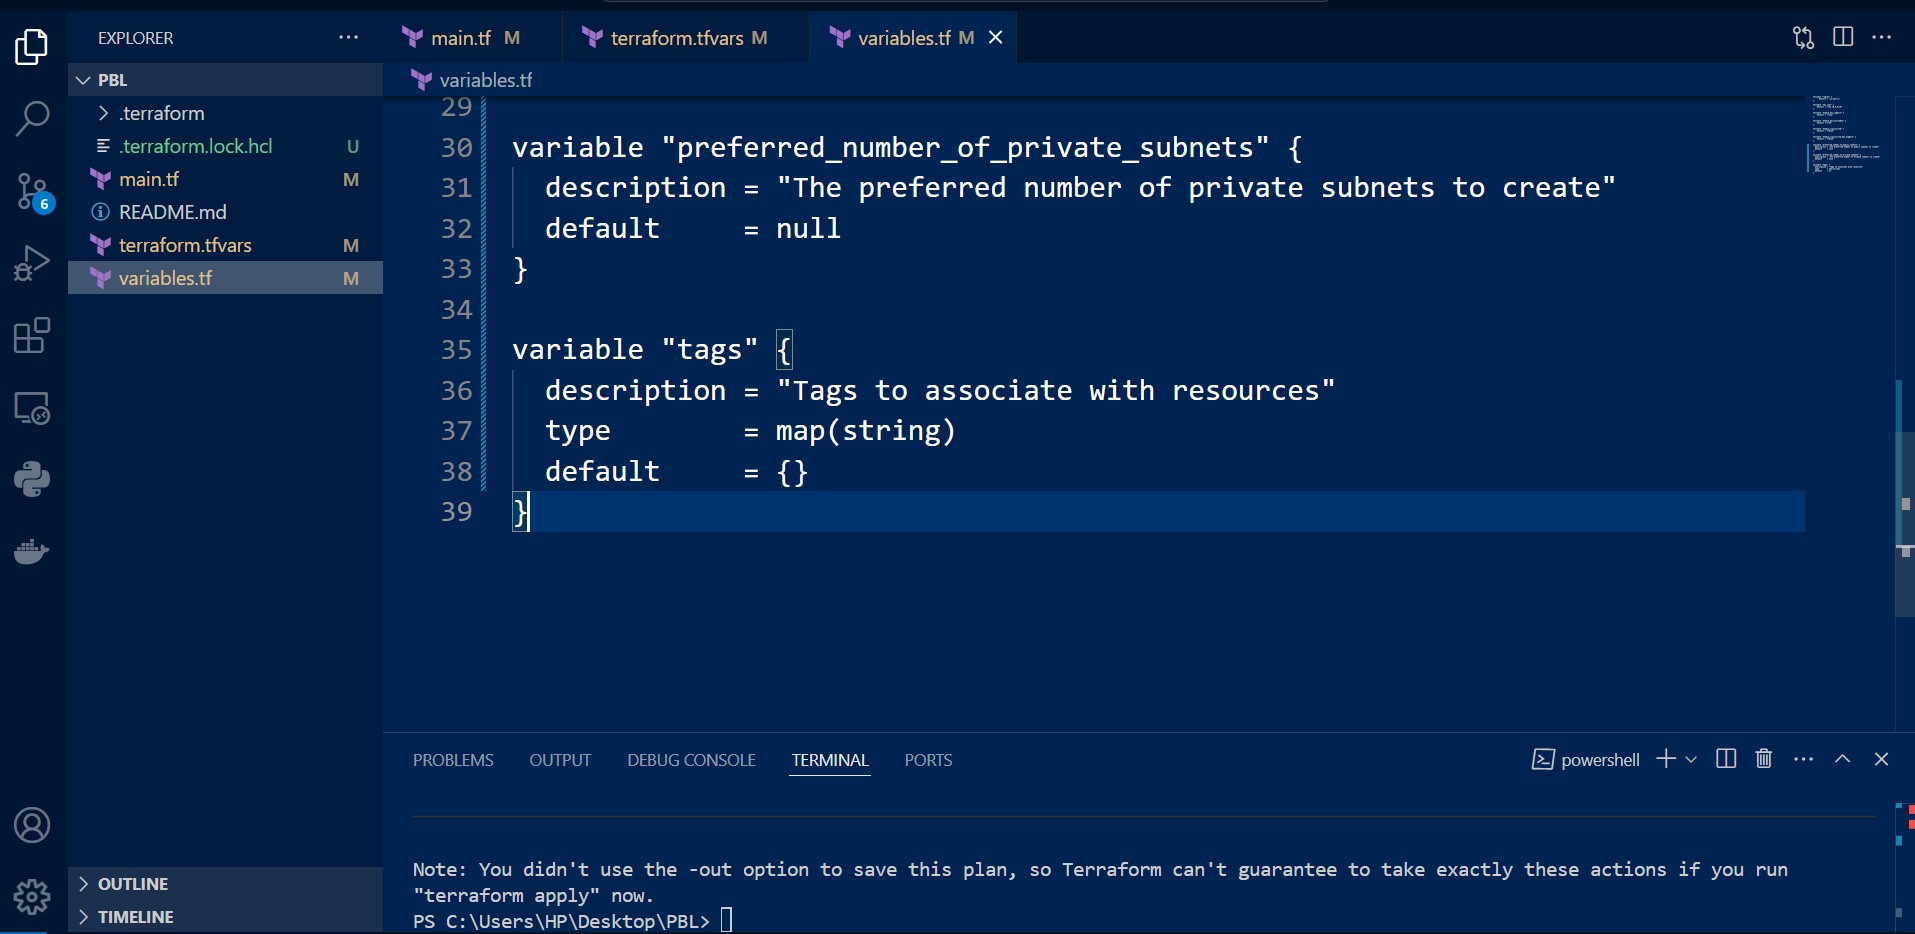 EXPLORER
PBL
.terraform
.terraform.lock.hcl U
main.tf M
README.md
terraform.tfvars M
variables.tf M
6
OUTLINE
TIMELINE
main.tf M
terraform.tfvars M
variables.tf M
variables.tf
29
30 variable "preferred_number_of_private_subnets" {
31 description = "The preferred number of private subnets to create"
32 default = null
33 }
34
35 variable "tags" {
36 description = "Tags to associate with resources"
37 type = map(string)
38 default = {}
39 }
PROBLEMS OUTPUT DEBUG CONSOLE TERMINAL PORTS
powershell
Note: You didn't use the -out option to save this plan, so Terraform can't guarantee to take exactly these actions if you run
"terraform apply" now.
PS C:\Users\HP\Desktop\PBL>